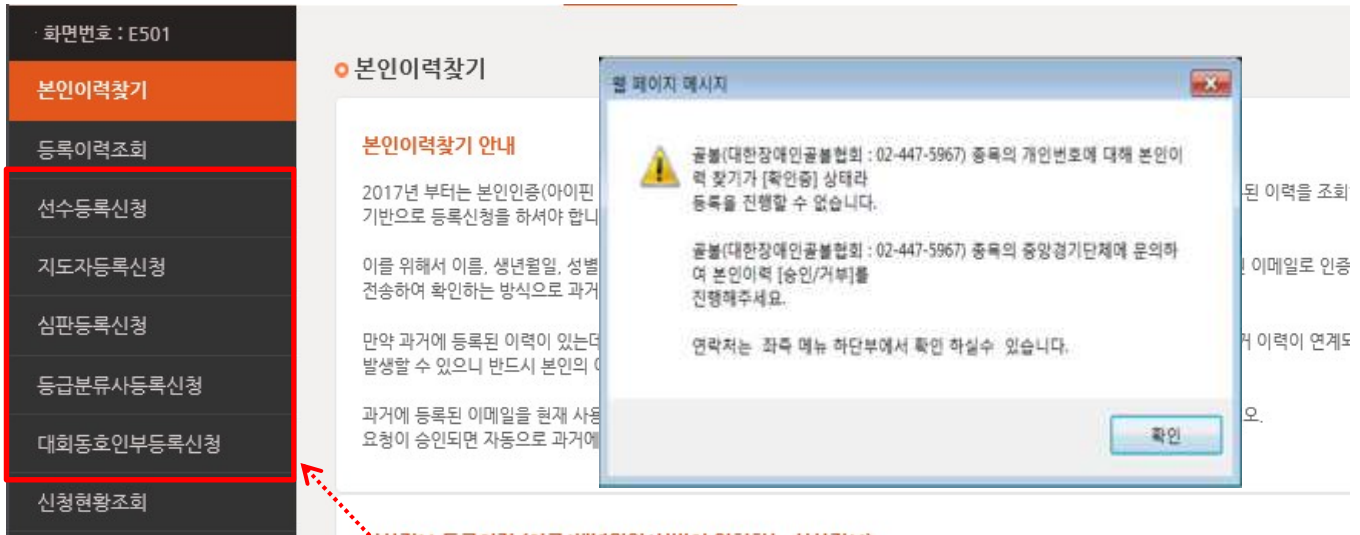 · 화면번호 : E501
본인이력찾기
등록이력조회
선수등록신청
지도자등록신청
심판등록신청
등급분류사등록신청
대회동호인부등록신청
신청현황조회
본인이력찾기
본인이력찾기 안내
2017년 부터는 본인인증(아이핀
된 이력을 조회
기반으로 등록신청을 하셔야 합니
이를 위해서 이름, 생년월일, 성별
이메일로 인증
전송하여 확인하는 방식으로 과거
만약 과거에 등록된 이력이 있는데
이력이 연계되
발생할 수 있으니 반드시 본인의
과거에 등록된 이메일을 현재 사용
오.
요청이 승인되면 자동으로 과거에
웹 페이지 메시지
골볼(대한장애인골볼협회 : 02-447-5967) 종목의 개인번호에 대해 본인이
력 찾기가 [확인중] 상태라
등록을 진행할 수 없습니다.
골볼(대한장애인골볼협회 : 02-447-5967) 종목의 중앙경기단체에 문의하
여 본인이력 [승인/거부]를
진행해주세요.
연락처는 좌측 메뉴 하단부에서 확인 하실수 있습니다.
확인